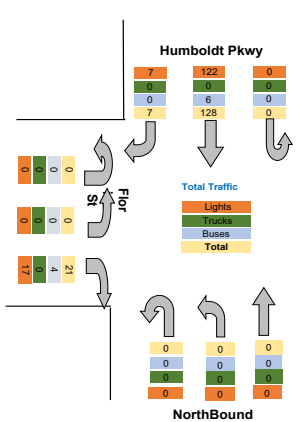 Humboldt Pkwy
7 122 0
0 0 0
0 6 0
7 128 0
0 0 0 0
Flor
St
0 0 0 0
17 0 4 21
Total Traffic
Lights
Trucks
Buses
Total
0 0 0
0 0 0
0 0 0
0 0 0
NorthBound